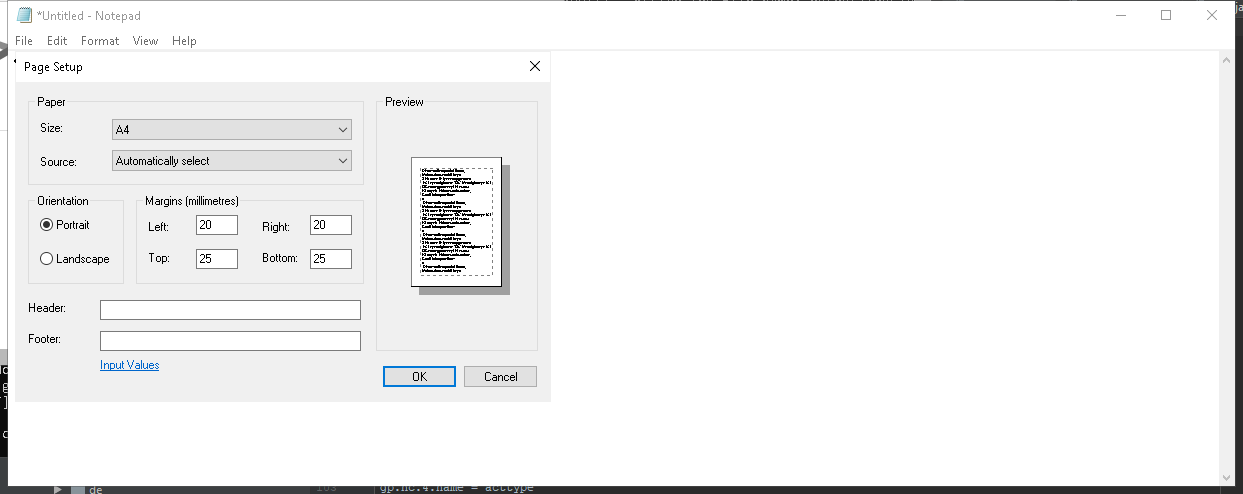 *Untitled - Notepad
File Edit Format View Help
Page Setup
Paper
Size: A4
Source: Automatically select
Orientation
Portrait
Landscape
Margins (millimetres)
Left: 20 Right: 20
Top: 25 Bottom: 25
Header:
Footer:
Input Values
Preview
OK Cancel
de
gp.nc.4.name = acctype